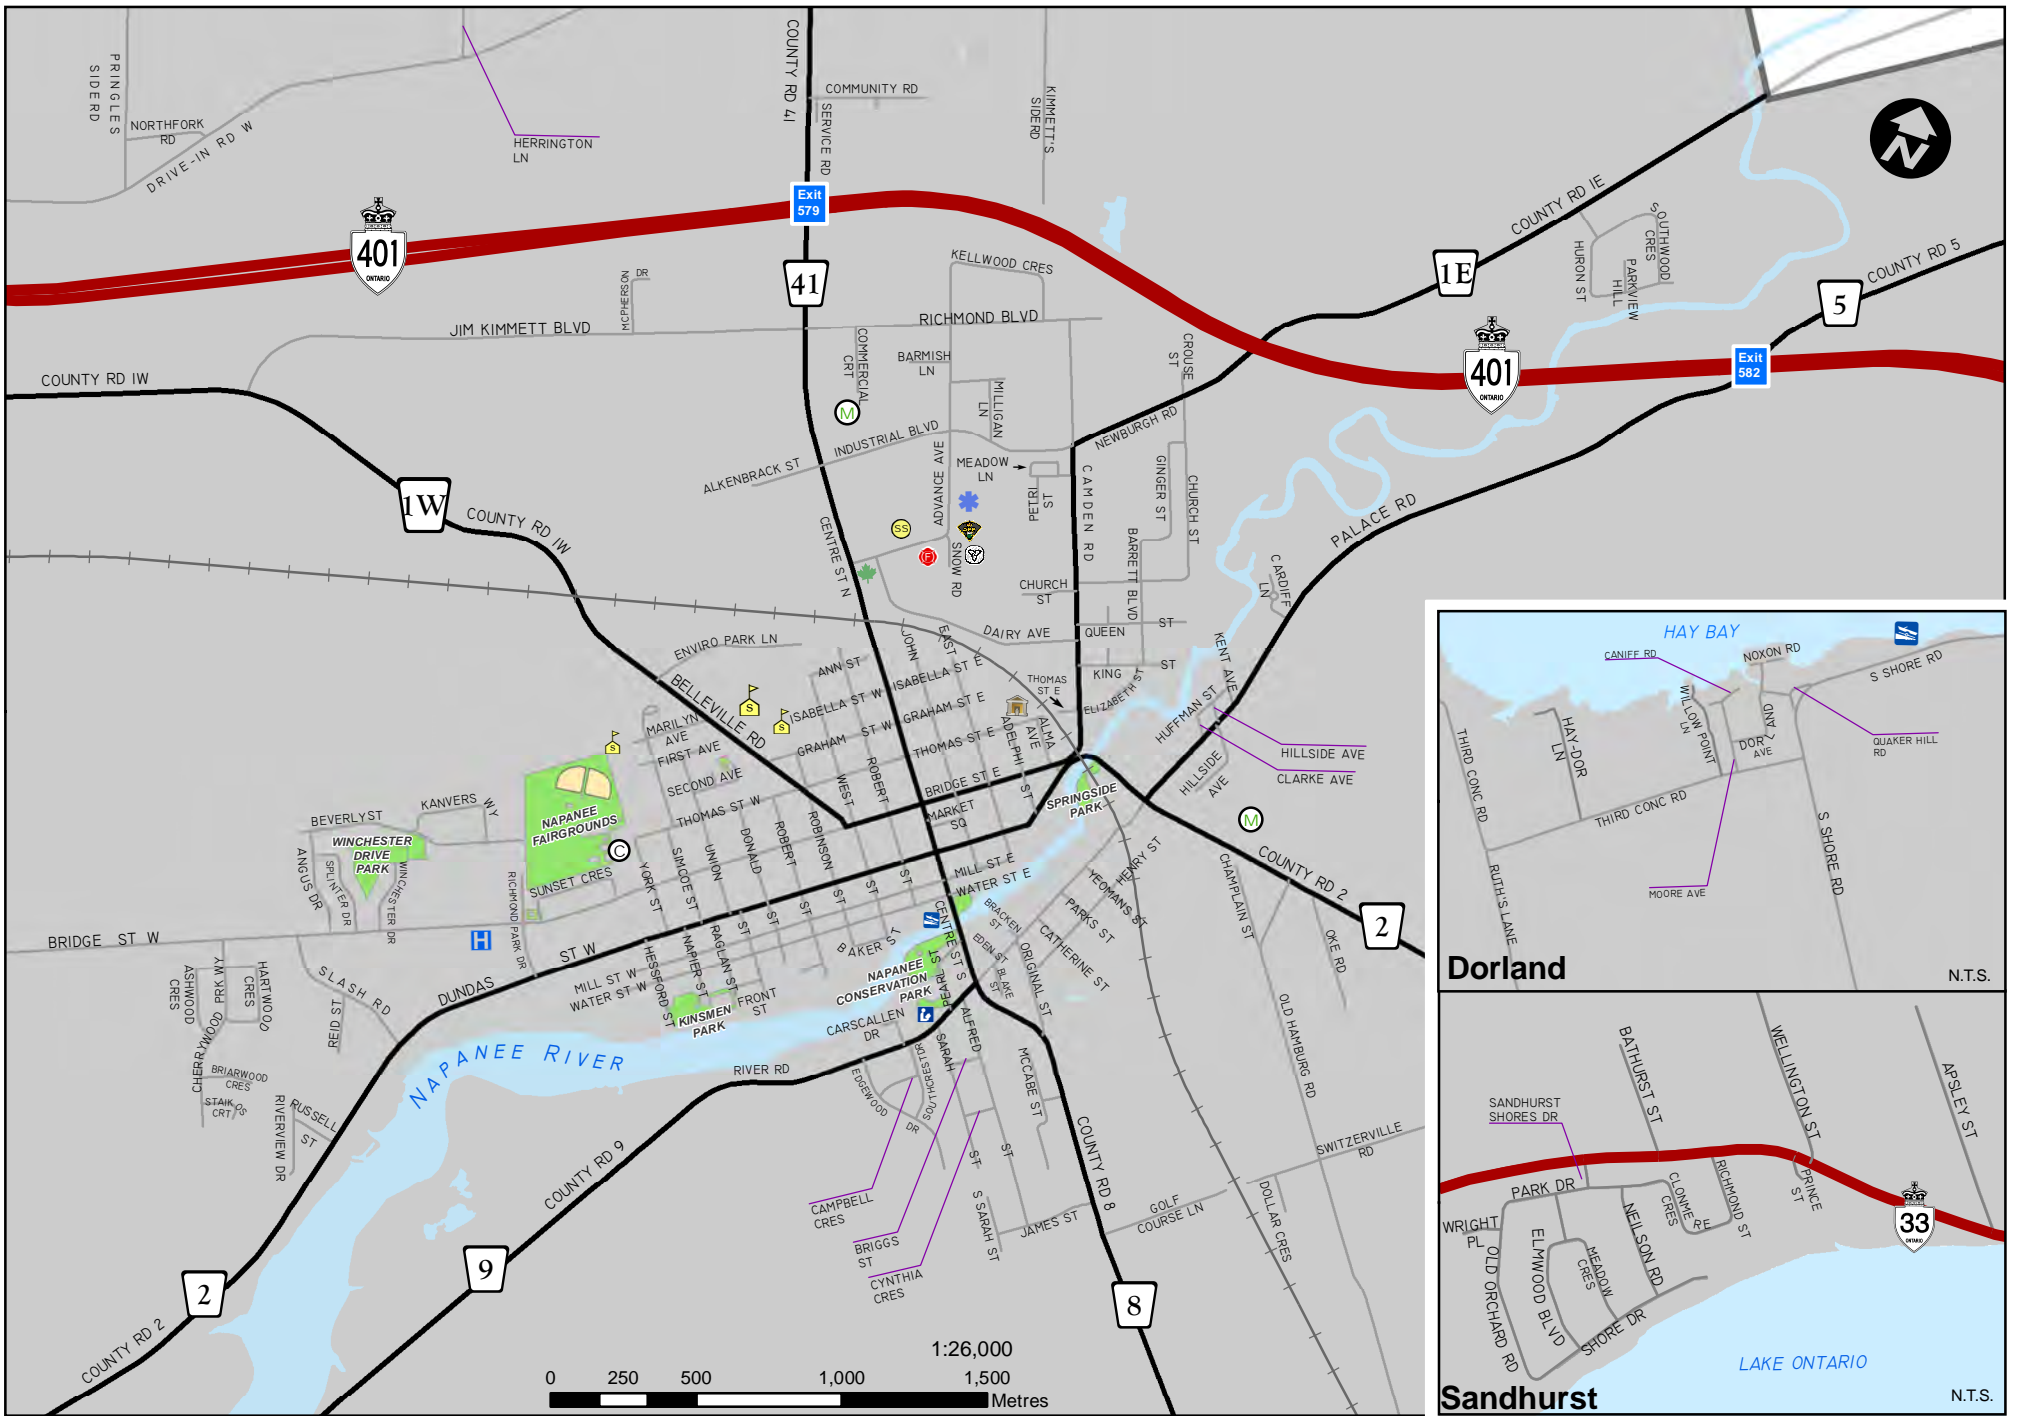 PRINGLES
SIDERD
NORTHFORK
RD
DRIVE-IN RD W
HERRINGTON
LN
COUNTY RD 41
COMMUNITY RD
SERVICE RD
KIMMETT'S
SIDERD
Exit
579
401
ONTARIO
41
KELLWOOD CRES
RICHMOND BLVD
MCPHERSON
DR
JIM KIMMETT BLVD
COMMERCIAL
CRT
BARMISH
LN
MILLIGAN
LN
CROUSE
ST
COUNTY RD 1E
1E
HURON ST
SOUTHWOOD
CRES
PARKVIEW
HILL
COUNTY RD 5
5
Exit
582
401
ONTARIO
N
COUNTY RD 1W
1W
COUNTY RD 1W
M
INDUSTRIAL BLVD
ALKENBRACK ST
ADVANCE AVE
MEADOW
LN
PETRI
ST
CAMDEN RD
NEWBURGH RD
GINGER ST
CHURCH ST
BARRETT BLVD
PALACE RD
CARDIFF
LN
CENTRE ST N
SS
F
OPP
SNOW RD
CHURCH
ST
DAIRY AVE
QUEEN
ST
KING
ST
KENT AVE
THOMAS
ST E
ELIZABETH ST
HUFFMAN ST
HILLSIDE AVE
CLARKE AVE
HILLSIDE
AVE
ENVIRO PARK LN
BELLEVILLE RD
ANN ST
JOHN
EAST
ISABELLA ST W
ISABELLA ST E
GRAHAM ST W
GRAHAM ST E
THOMAS ST E
ADELPHI
ST
ALMA
AVE
S
S
S
MARILYN
AVE
FIRST AVE
SECOND AVE
THOMAS ST W
WEST
ROBERT
BRIDGE ST E
MARKET
SQ
SPRINGSIDE
PARK
M
COUNTY RD 2
2
NAPANEE
FAIRGROUNDS
C
KANVERS
WY
BEVERLYST
WINCHESTER
DRIVE
PARK
ANGUS DR
SPLINTER DR
WINCHESTER DR
RICHMOND PARK DR
SUNSET CRES
YORK ST
SIMCOE ST
UNION
ST
DONALD
ST
ROBERT
ST
ROBINSON
ST
ST
ST
MILL ST E
WATER ST E
HENRY ST
YEOMANS ST
PARKS ST
CATHERINE ST
BRACKEN
ST
EDEN ST
BLAKE
ST
ORIGINAL ST
CHAMPLAIN ST
OKE RD
OLD HAMBURG RD
BRIDGE ST W
H
DUNDAS
ST W
MILL ST W
WATER ST W
HESSFORD ST
NAPIER ST
RAGLAN ST
FRONT
ST
KINSMEN
PARK
BAKER ST
NAPANEE
CONSERVATION
PARK
CENTRE ST S
PEARL ST
CARSCALLEN
DR
ASHWOOD
CRES
CHERRYWOOD PRK WY
HARTWOOD
CRES
SLASH RD
REID ST
BRIARWOOD
CRES
STAIKOS
CRT
RIVERVIEW DR
RUSSELL
ST
NAPANEE RIVER
RIVER RD
EDGEWOOD
DR
SOUTHCREST DR
SARAH
ST
ALFRED
ST
MCCABE ST
CAMPBELL
CRES
BRIGGS
ST
CYNTHIA
CRES
S SARAH ST
JAMES ST
GOLF
COURSE LN
COUNTY RD 8
8
DOLLAR CRES
SWITZERVILLE
RD
COUNTY RD 9
9
2
COUNTY RD 2
1:26,000
0 250 500 1,000 1,500
Metres
HAY BAY
CANIFF RD
NOXON RD
S SHORE RD
WILLOW POINT
LN
HAY-DOR
LN
DORLAND
AVE
QUAKER HILL
RD
THIRD CONC RD
THIRD CONC RD
MOORE AVE
RUTH'S LANE
S SHORE RD
Dorland
N.T.S.
BATHURST ST
WELLINGTON ST
APSLEY ST
SANDHURST
SHORES DR
PARK DR
WRIGHT
PL
OLD ORCHARD RD
ELMWOOD BLVD
MEADOW
CRES
NEILSON RD
CLONMERE
CRES
RICHMOND ST
PRINCE
ST
SHORE DR
33
ONTARIO
LAKE ONTARIO
Sandhurst
N.T.S.